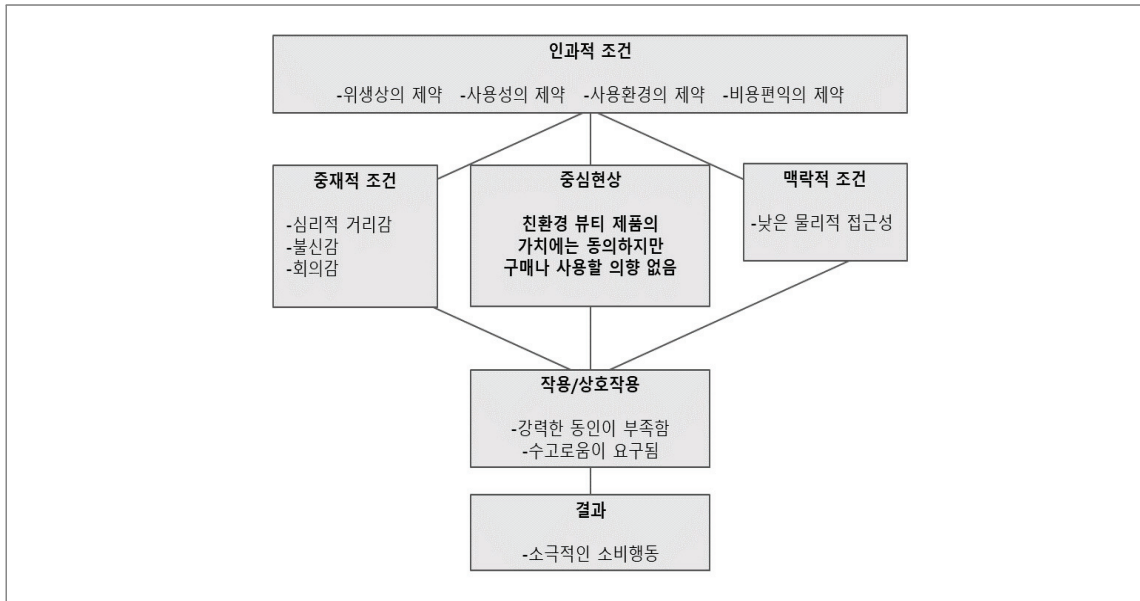 인과적 조건
-위생상의 제약 -사용성의 제약 -사용환경의 제약 -비용편익의 제약
중재적 조건
-심리적 거리감
-불신감
-회의감
중심현상
친환경 뷰티 제품의
가치에는 동의하지만
구매나 사용할 의향 없음
맥락적 조건
-낮은 물리적 접근성
작용/상호작용
-강력한 동인이 부족함
-수고로움이 요구됨
결과
-소극적인 소비행동